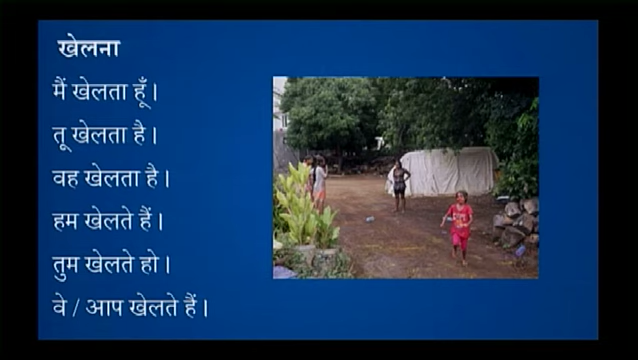 खेलना
मैं खेलता हूँ ।
तू खेलता है ।
वह खेलता है ।
हम खेलते हैं ।
तुम खेलते हो ।
वे / आप खेलते हैं ।